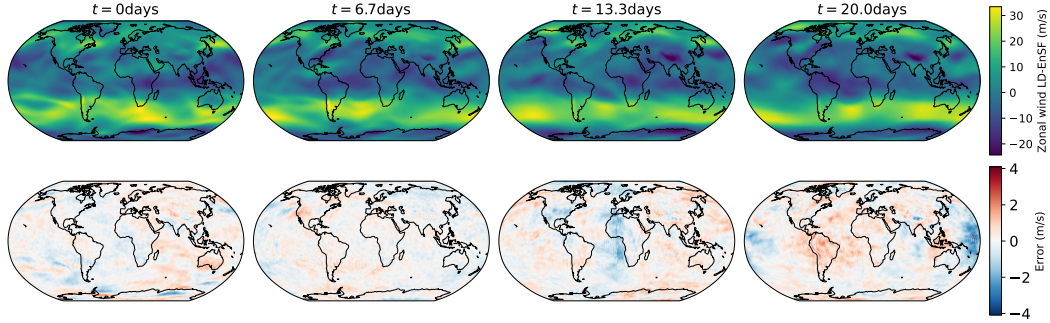 t = 0days
t = 6.7days
t = 13.3days
t = 20.0days
30
20
10
0
−10
−20
Zonal wind LD-EnSF (m/s)
4
2
0
−2
−4
Error (m/s)